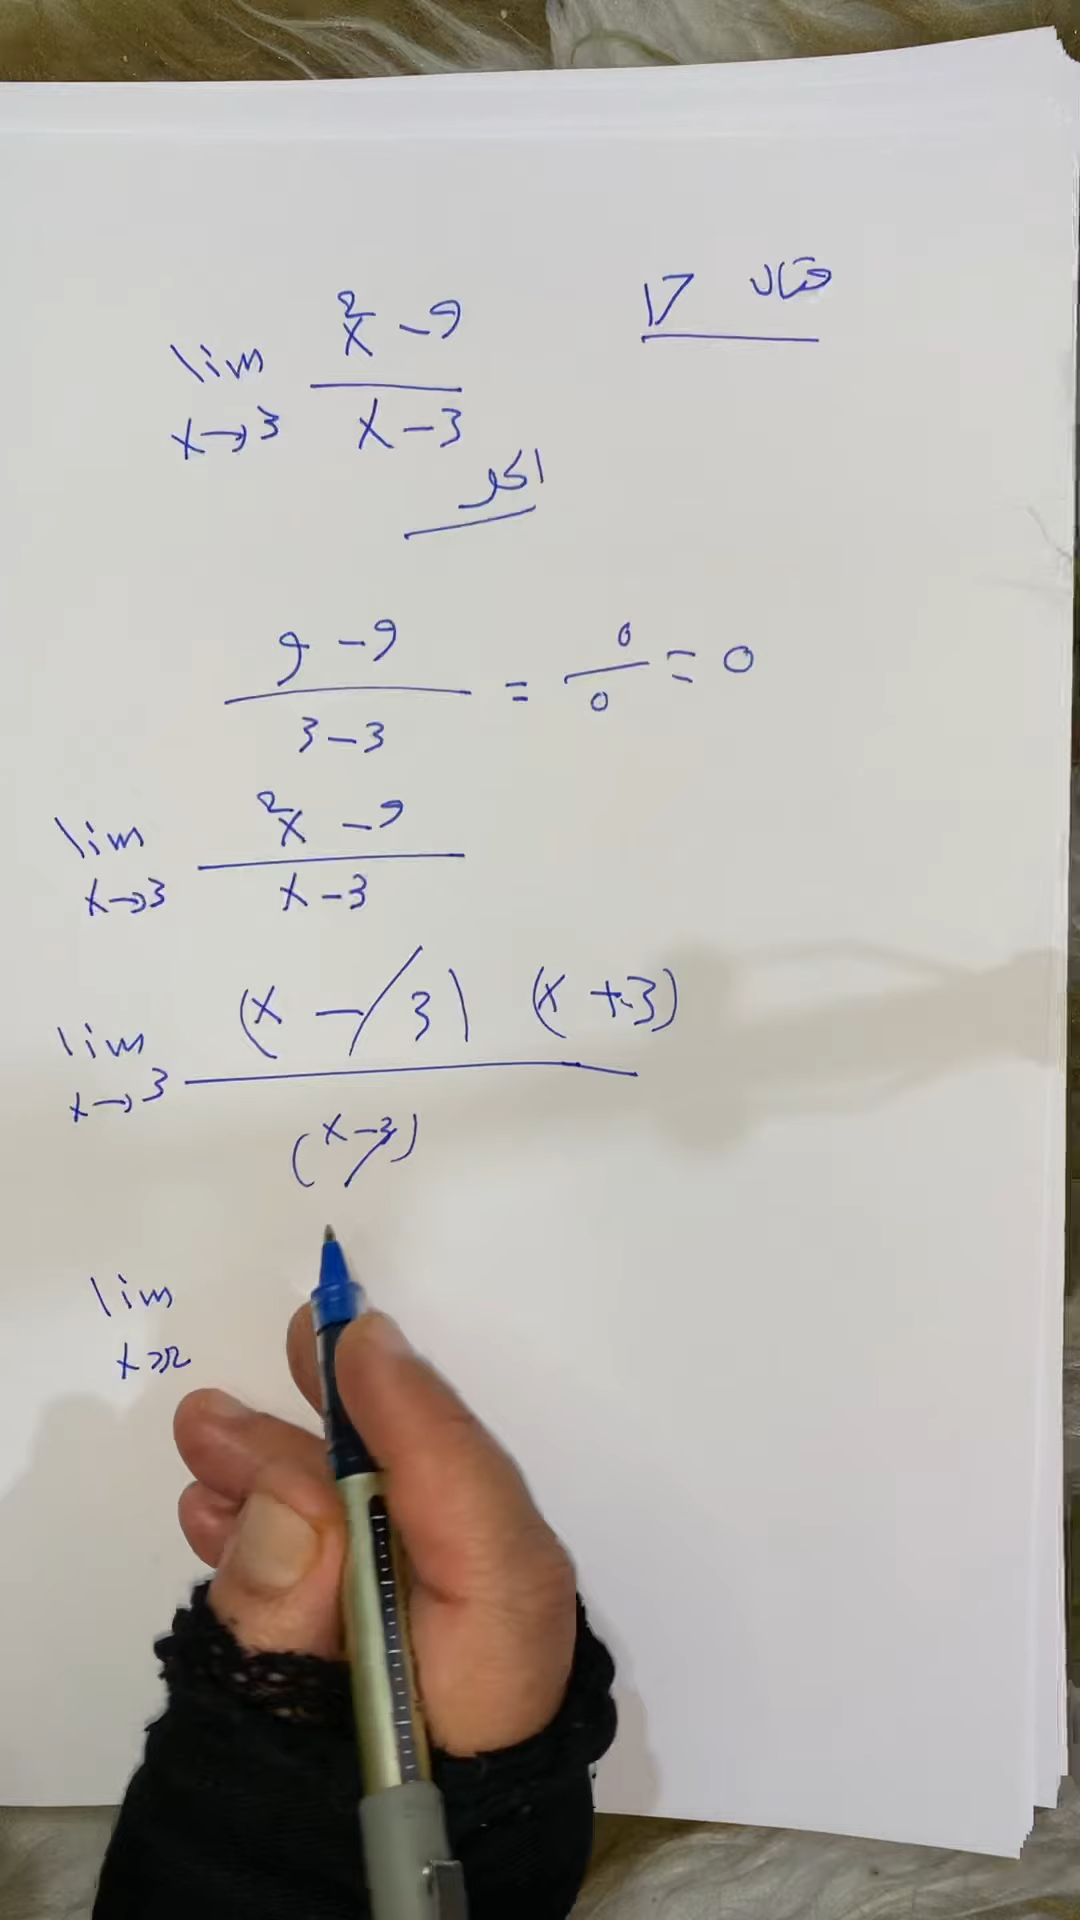 مثال 17
lim x→3 (x² - 9) / (x - 3)
(9 - 9) / (3 - 3) = 0/0 = 0
lim x→3 (x² - 9) / (x - 3)
lim x→3 (x - 3) (x + 3) / (x - 3)
lim